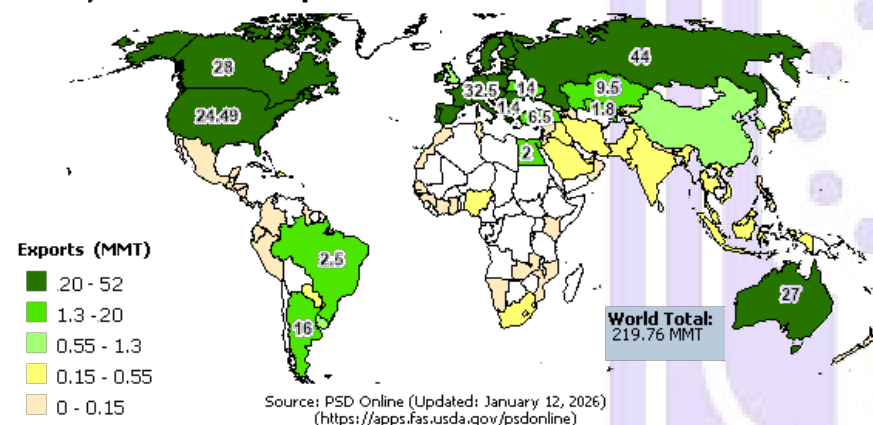 28
44
24.49
32.5
14
9.5
1.4
1.8
6.5
2
2.5
16
27
Exports (MMT)
20 - 52
1.3 -20
0.55 - 1.3
0.15 - 0.55
0 - 0.15
World Total:
219.76 MMT
Source: PSD Online (Updated: January 12, 2026)
(https://apps.fas.usda.gov/psdonline)